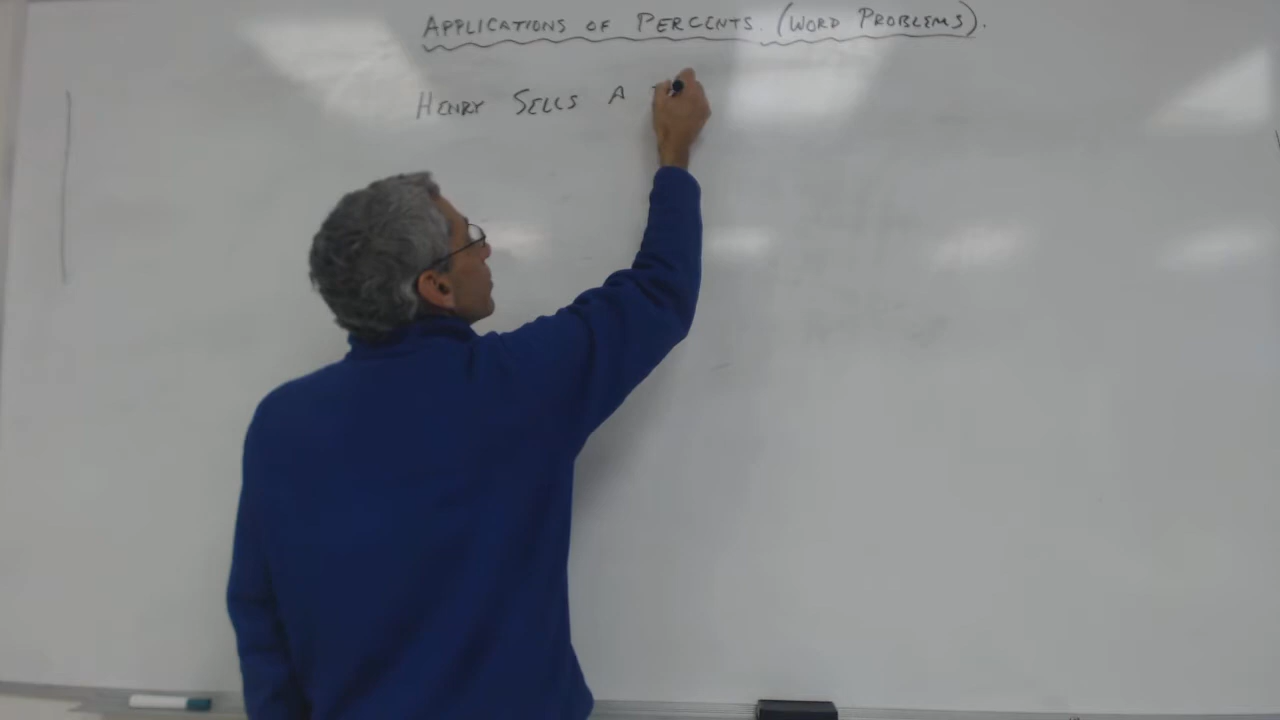 APPLICATIONS OF PERCENTS. (WORD PROBLEMS).
HENRY SELLS A